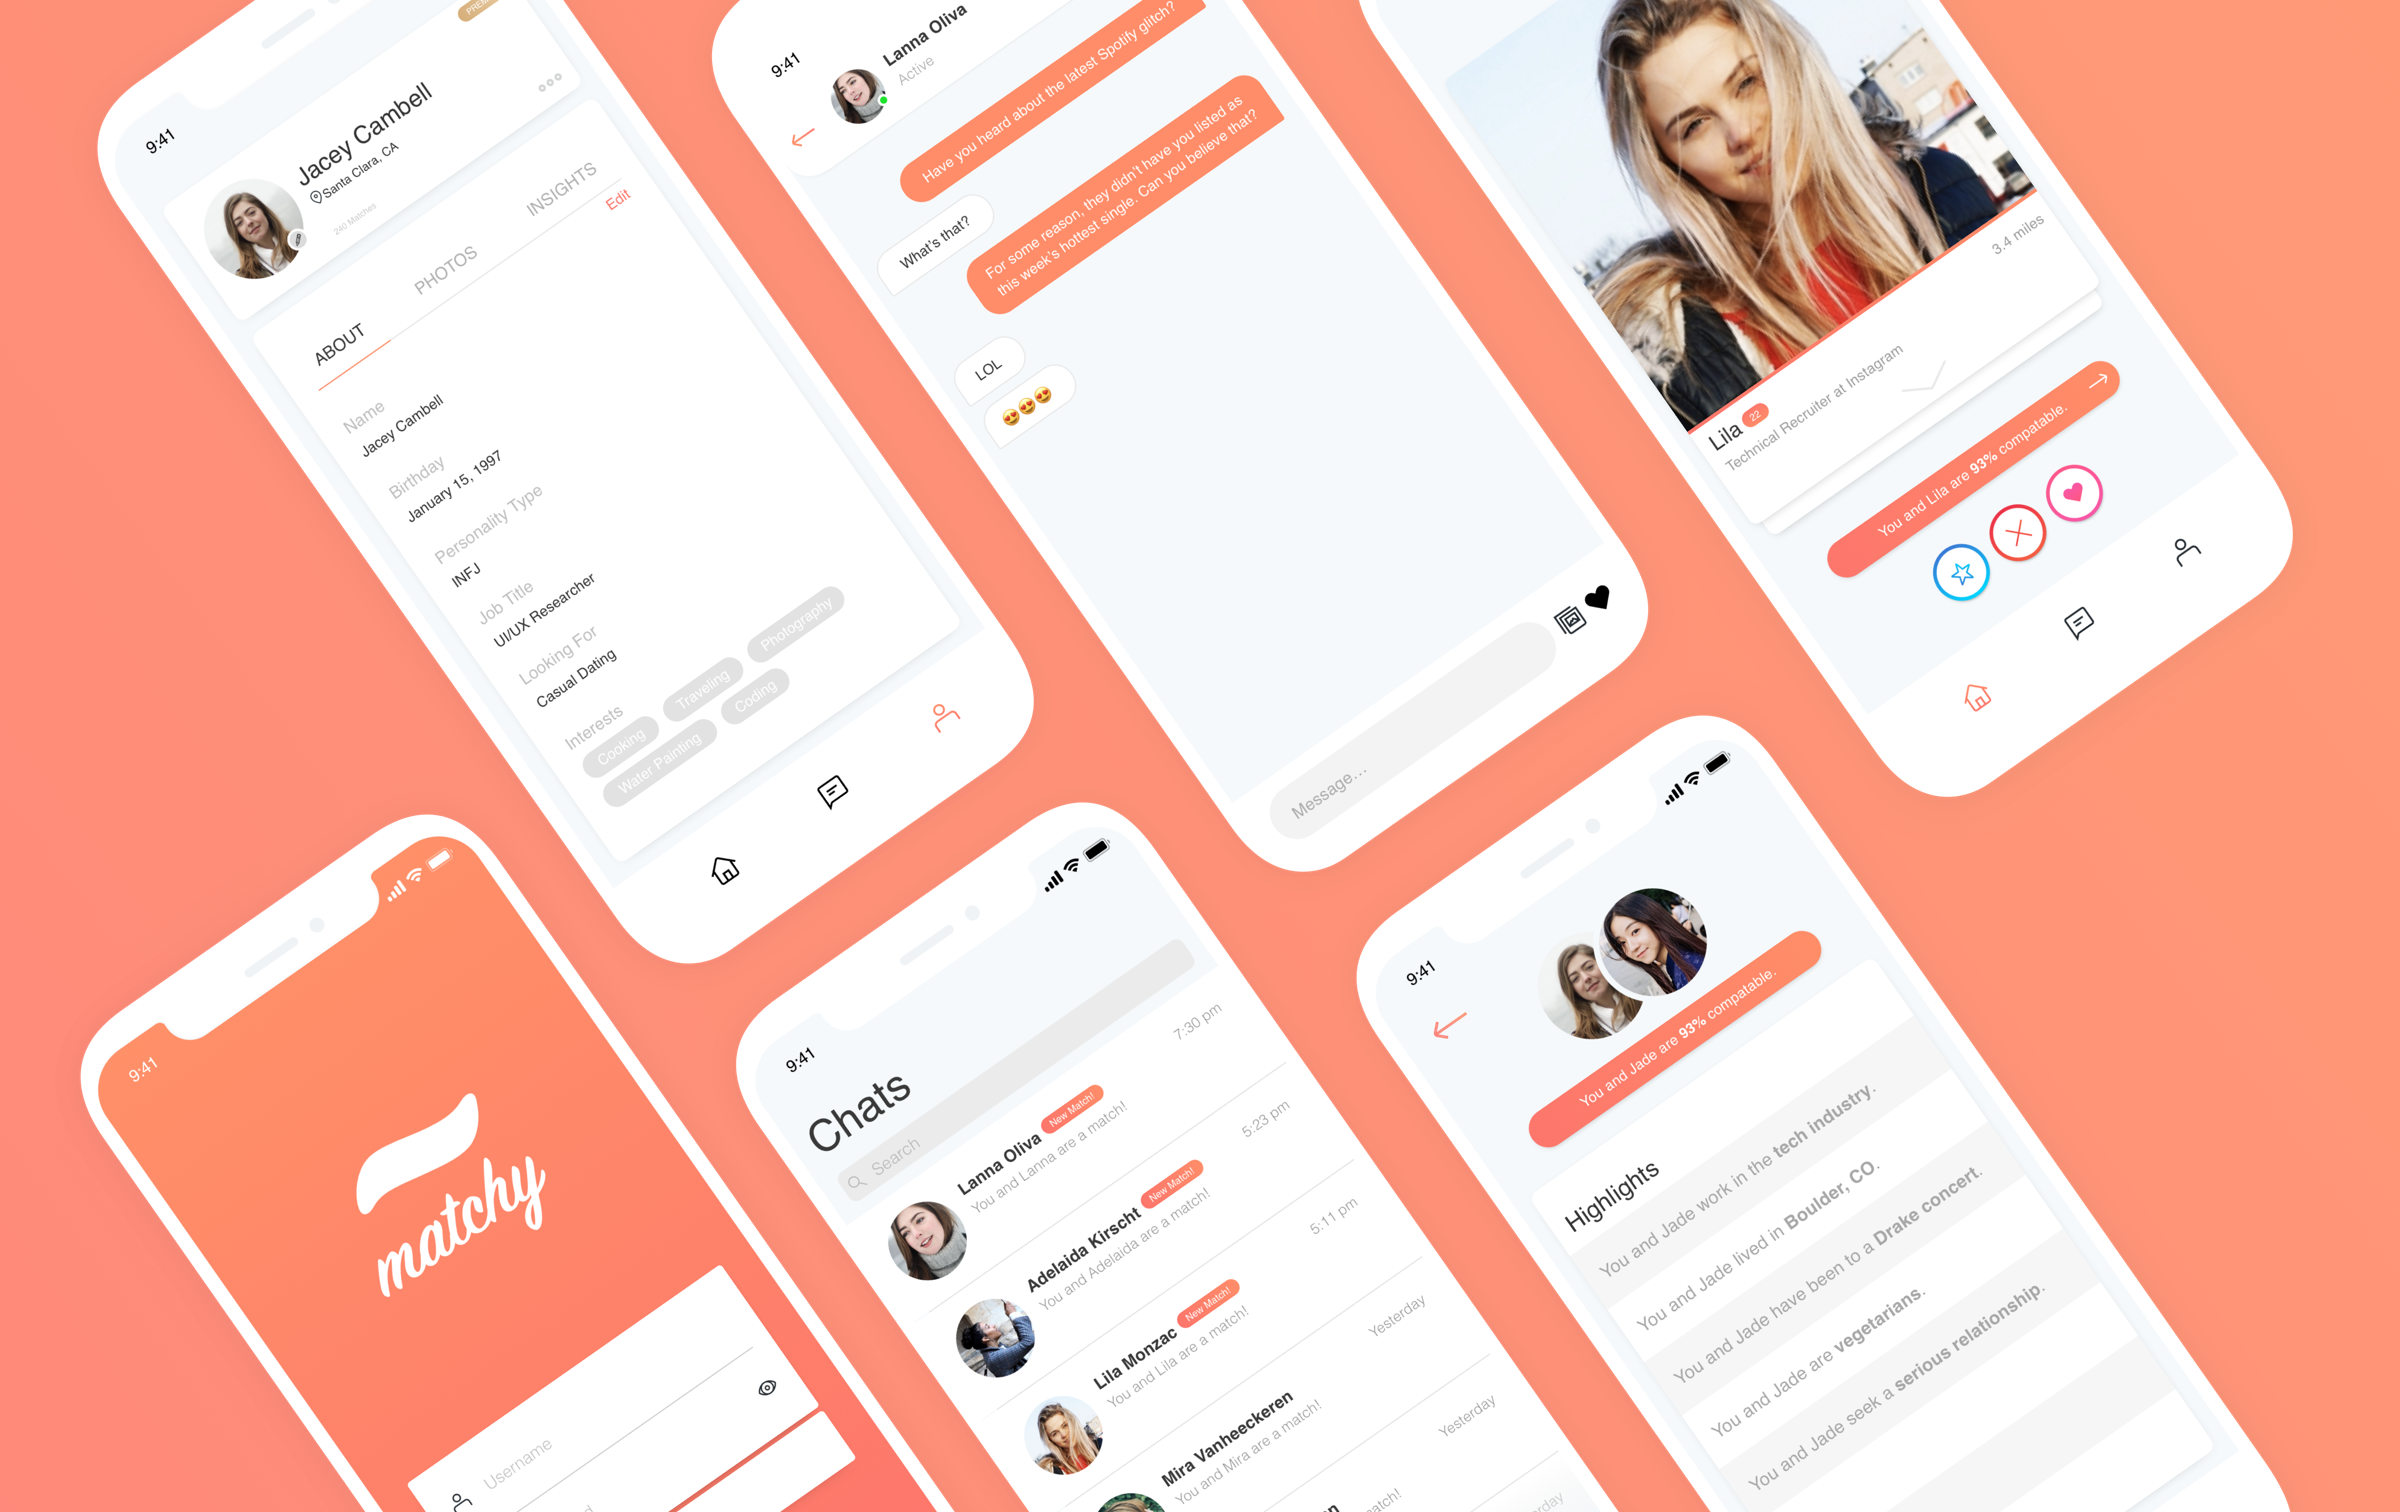 PREM
9:41
Jacey Cambell
Santa Clara, CA
240 Matches
ABOUT
PHOTOS
INSIGHTS
Edit
Name
Jacey Cambell
Birthday
January 15, 1997
Personality Type
INFJ
Job Title
UI/UX Researcher
Looking For
Casual Dating
Interests
Cooking
Traveling
Photography
Water Painting
Coding
9:41
Lanna Oliva
Active
Have you heard about the latest Spotify glitch?
What's that?
For some reason, they didn't have you listed as
this week's hottest single. Can you believe that?
LOL
😍😍😍
Message...
3.4 miles
Lila 22
Technical Recruiter at Instagram
You and Lila are 93% compatable.
9:41
matchy
Username
9:41
Chats
Search
Lanna Oliva New Match! 7:30 pm
You and Lanna are a match!
Adelaida Kirscht New Match! 5:23 pm
You and Adelaida are a match!
Lila Monzac New Match! 5:11 pm
You and Lila are a match!
Mira Vanheeckeren Yesterday
You and Mira are a match!
Yesterday
9:41
You and Jade are 93% compatable.
Highlights
You and Jade work in the tech industry.
You and Jade lived in Boulder, CO.
You and Jade have been to a Drake concert.
You and Jade are vegetarians.
You and Jade seek a serious relationship.